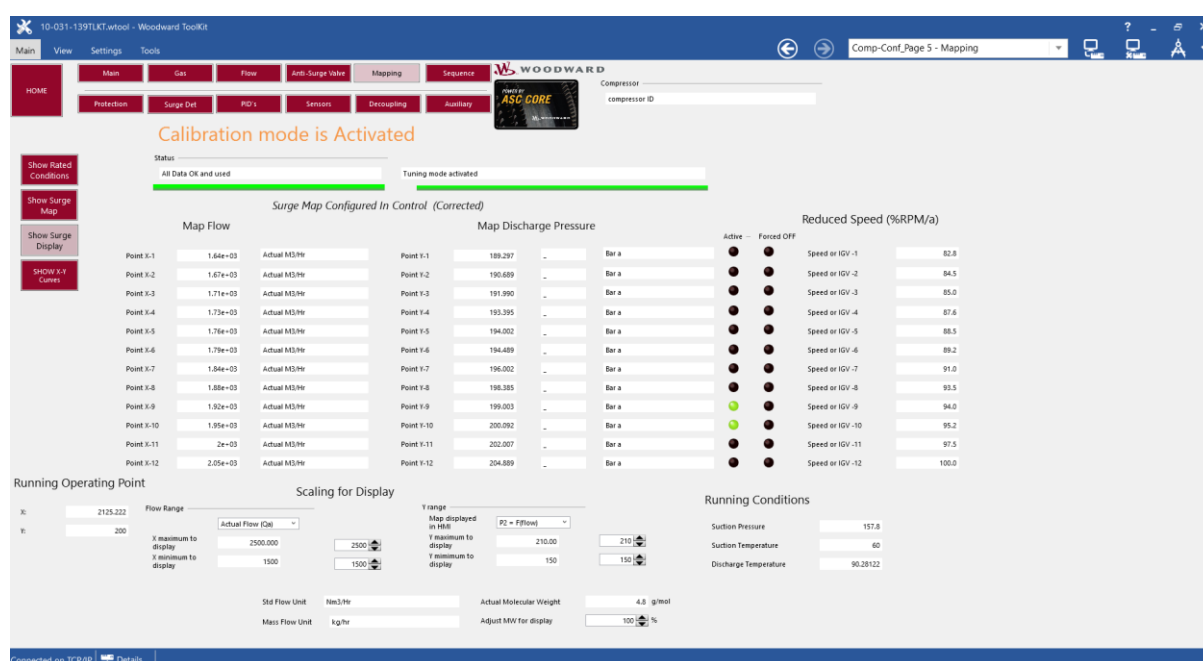 10-031-139TLKT.wtool - Woodward ToolKit
?
Main View Settings Tools
Comp-Conf_Page 5 - Mapping
HOME
Main Gas Flow Anti-Surge Valve Mapping Sequence
Protection Surge Det PID's Sensors Decoupling Auxiliary
WOODWARD
POWERED BY
ASC CORE
Compressor
compressor ID
Calibration mode is Activated
Show Rated
Conditions
Show Surge
Map
Show Surge
Display
SHOW X-Y
Curves
Status
All Data OK and used Tuning mode activated
Surge Map Configured In Control (Corrected)
Map Flow Map Discharge Pressure Reduced Speed (%RPM/a)
Active Forced OFF
Point X-1 1.64e+03 Actual M3/Hr Point Y-1 189.297 _ Bar a Speed or IGV -1 82.8
Point X-2 1.67e+03 Actual M3/Hr Point Y-2 190.689 _ Bar a Speed or IGV -2 84.5
Point X-3 1.71e+03 Actual M3/Hr Point Y-3 191.990 _ Bar a Speed or IGV -3 85.0
Point X-4 1.73e+03 Actual M3/Hr Point Y-4 193.395 _ Bar a Speed or IGV -4 87.6
Point X-5 1.76e+03 Actual M3/Hr Point Y-5 194.002 _ Bar a Speed or IGV -5 88.5
Point X-6 1.79e+03 Actual M3/Hr Point Y-6 194.489 _ Bar a Speed or IGV -6 89.2
Point X-7 1.84e+03 Actual M3/Hr Point Y-7 196.002 _ Bar a Speed or IGV -7 91.0
Point X-8 1.88e+03 Actual M3/Hr Point Y-8 198.385 _ Bar a Speed or IGV -8 93.5
Point X-9 1.92e+03 Actual M3/Hr Point Y-9 199.003 _ Bar a Speed or IGV -9 94.0
Point X-10 1.95e+03 Actual M3/Hr Point Y-10 200.092 _ Bar a Speed or IGV -10 95.2
Point X-11 2e+03 Actual M3/Hr Point Y-11 202.007 _ Bar a Speed or IGV -11 97.5
Point X-12 2.05e+03 Actual M3/Hr Point Y-12 204.889 _ Bar a Speed or IGV -12 100.0
Running Operating Point
X: 2125.222
Y: 200
Scaling for Display
Flow Range
Actual Flow (Qa)
X maximum to
display 2500.000 2500
X minimum to
display 1500 1500
Y range
Map displayed
in HMI P2 = F(flow)
Y maximum to
display 210.00 210
Y mimimum to
display 150 150
Running Conditions
Suction Pressure 157.8
Suction Temperature 60
Discharge Temperature 90.28122
Std Flow Unit Nm3/Hr Actual Molecular Weight 4.8 g/mol
Mass Flow Unit kg/hr Adjust MW for display 100 %
Connected on TCP/IP Details